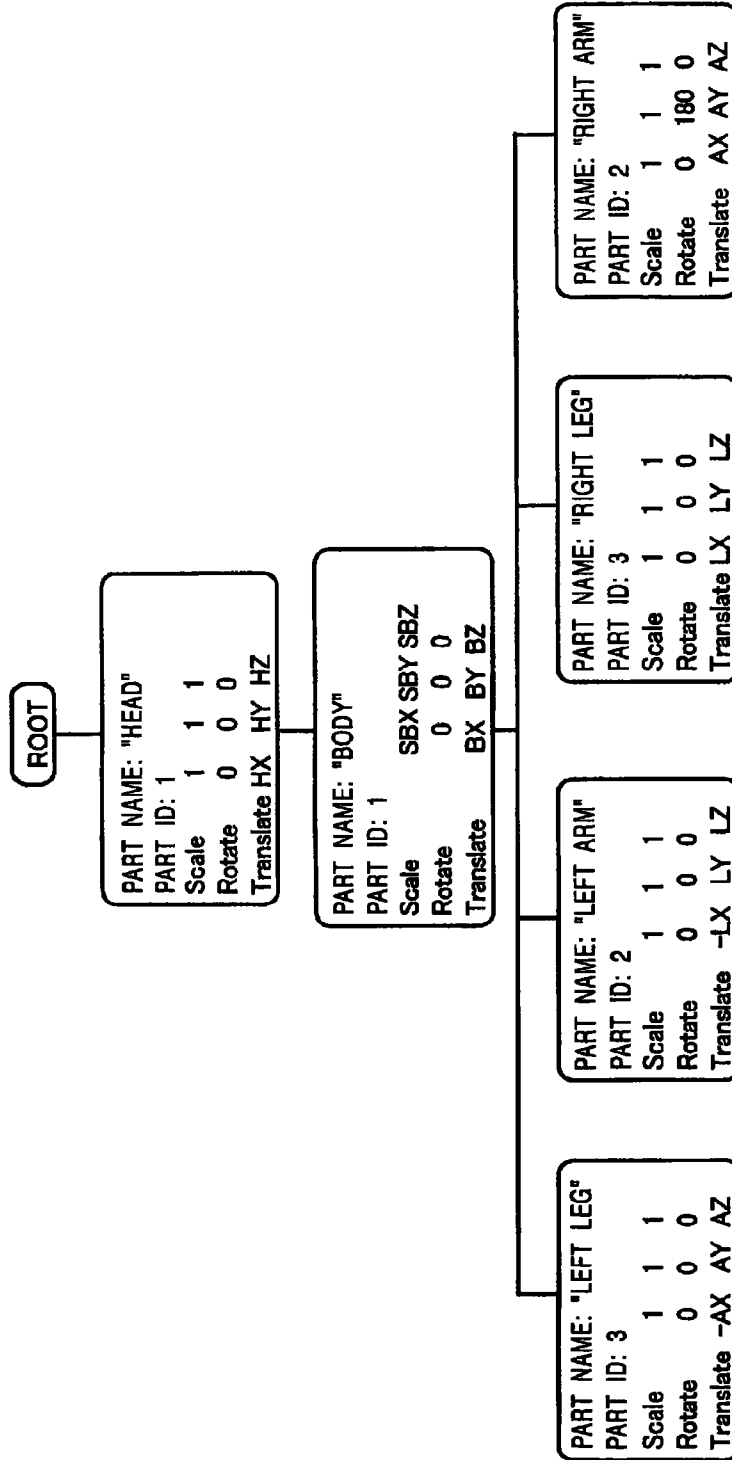 ROOT
PART NAME: "HEAD"
PART ID: 1
Scale 1 1 1
Rotate 0 0 0
Translate HX HY HZ
PART NAME: "BODY"
PART ID: 1
Scale SBX SBY SBZ
Rotate 0 0 0
Translate BX BY BZ
PART NAME: "LEFT LEG"
PART ID: 3
Scale 1 1 1
Rotate 0 0 0
Translate -AX AY AZ
PART NAME: "LEFT ARM"
PART ID: 2
Scale 1 1 1
Rotate 0 0 0
Translate -LX LY LZ
PART NAME: "RIGHT LEG"
PART ID: 3
Scale 1 1 1
Rotate 0 0 0
Translate LX LY LZ
PART NAME: "RIGHT ARM"
PART ID: 2
Scale 1 1 1
Rotate 0 180 0
Translate AX AY AZ